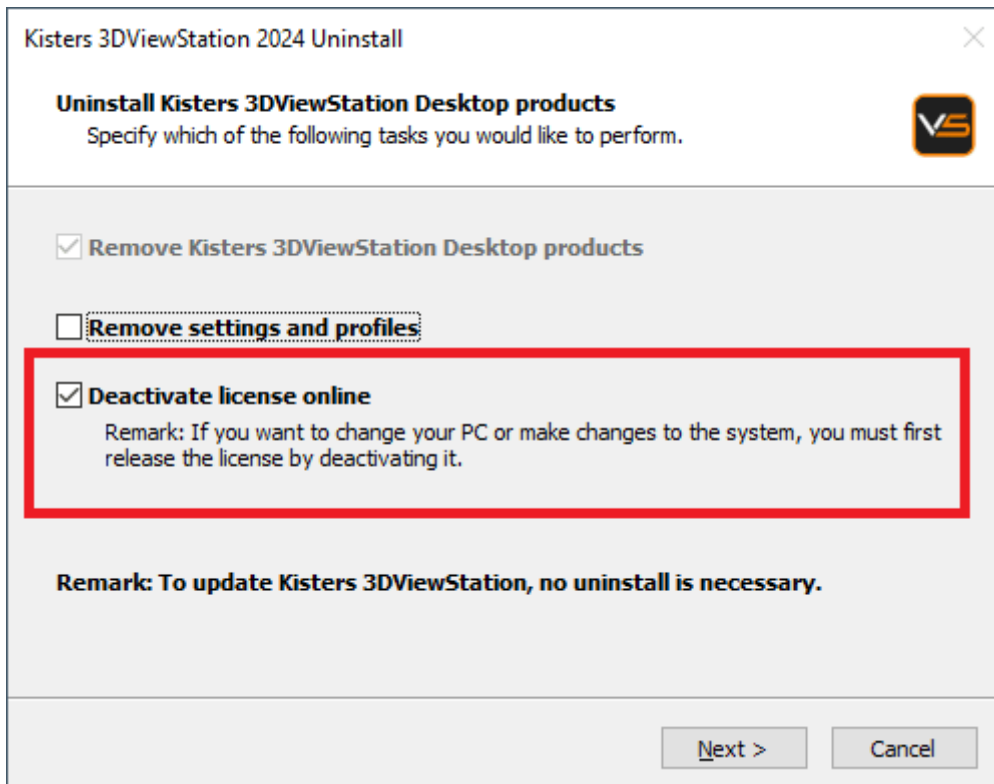 Kisters 3DViewStation 2024 Uninstall
Uninstall Kisters 3DViewStation Desktop products
Specify which of the following tasks you would like to perform.
VS
Remove Kisters 3DViewStation Desktop products
Remove settings and profiles
Deactivate license online
Remark: If you want to change your PC or make changes to the system, you must first
release the license by deactivating it.
Remark: To update Kisters 3DViewStation, no uninstall is necessary.
Next >
Cancel